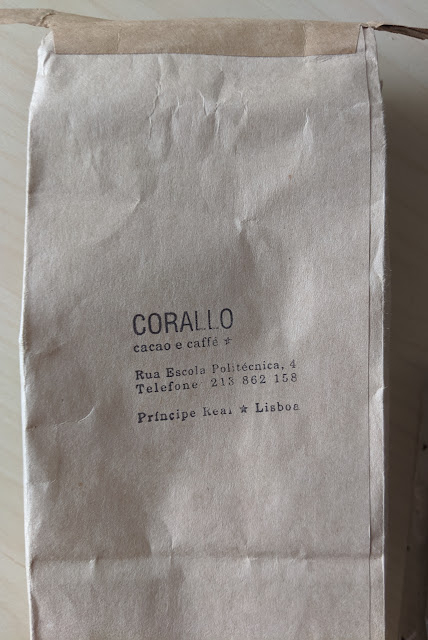 CORALLO
cacao e caffé ★
Rua Escola Politécnica, 4
Telefone 213 862 158
Príncipe Real ★ Lisboa